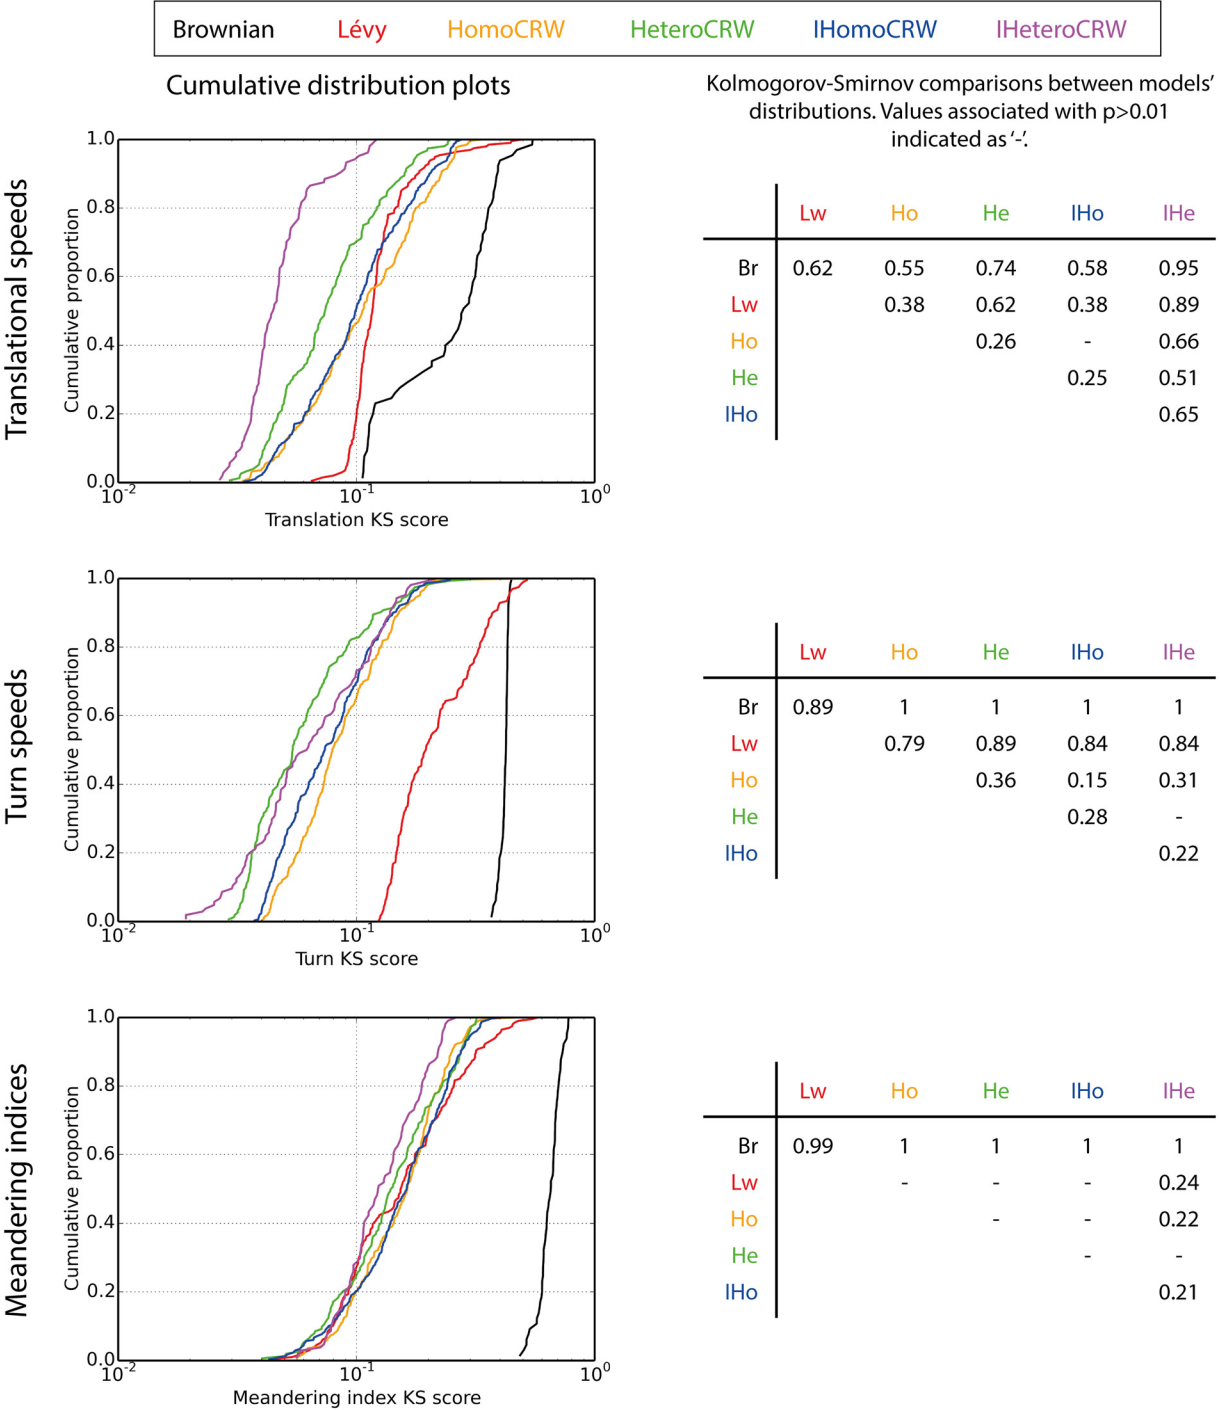 Brownian Lévy HomoCRW HeteroCRW IHomoCRW IHeteroCRW
Cumulative distribution plots
Kolmogorov-Smirnov comparisons between models'
distributions. Values associated with p>0.01
indicated as '-'.
Translational speeds
Cumulative proportion
1.0
0.8
0.6
0.4
0.2
0.0
10-2 10-1 100
Translation KS score
Lw Ho He IHo IHe
Br 0.62 0.55 0.74 0.58 0.95
Lw 0.38 0.62 0.38 0.89
Ho 0.26 - 0.66
He 0.25 0.51
IHo 0.65
Turn speeds
Cumulative proportion
1.0
0.8
0.6
0.4
0.2
0.0
10-2 10-1 100
Turn KS score
Lw Ho He IHo IHe
Br 0.89 1 1 1 1
Lw 0.79 0.89 0.84 0.84
Ho 0.36 0.15 0.31
He 0.28 -
IHo 0.22
Meandering indices
Cumulative proportion
1.0
0.8
0.6
0.4
0.2
0.0
10-2 10-1 100
Meandering index KS score
Lw Ho He IHo IHe
Br 0.99 1 1 1 1
Lw - - - 0.24
Ho - - 0.22
He - -
IHo 0.21